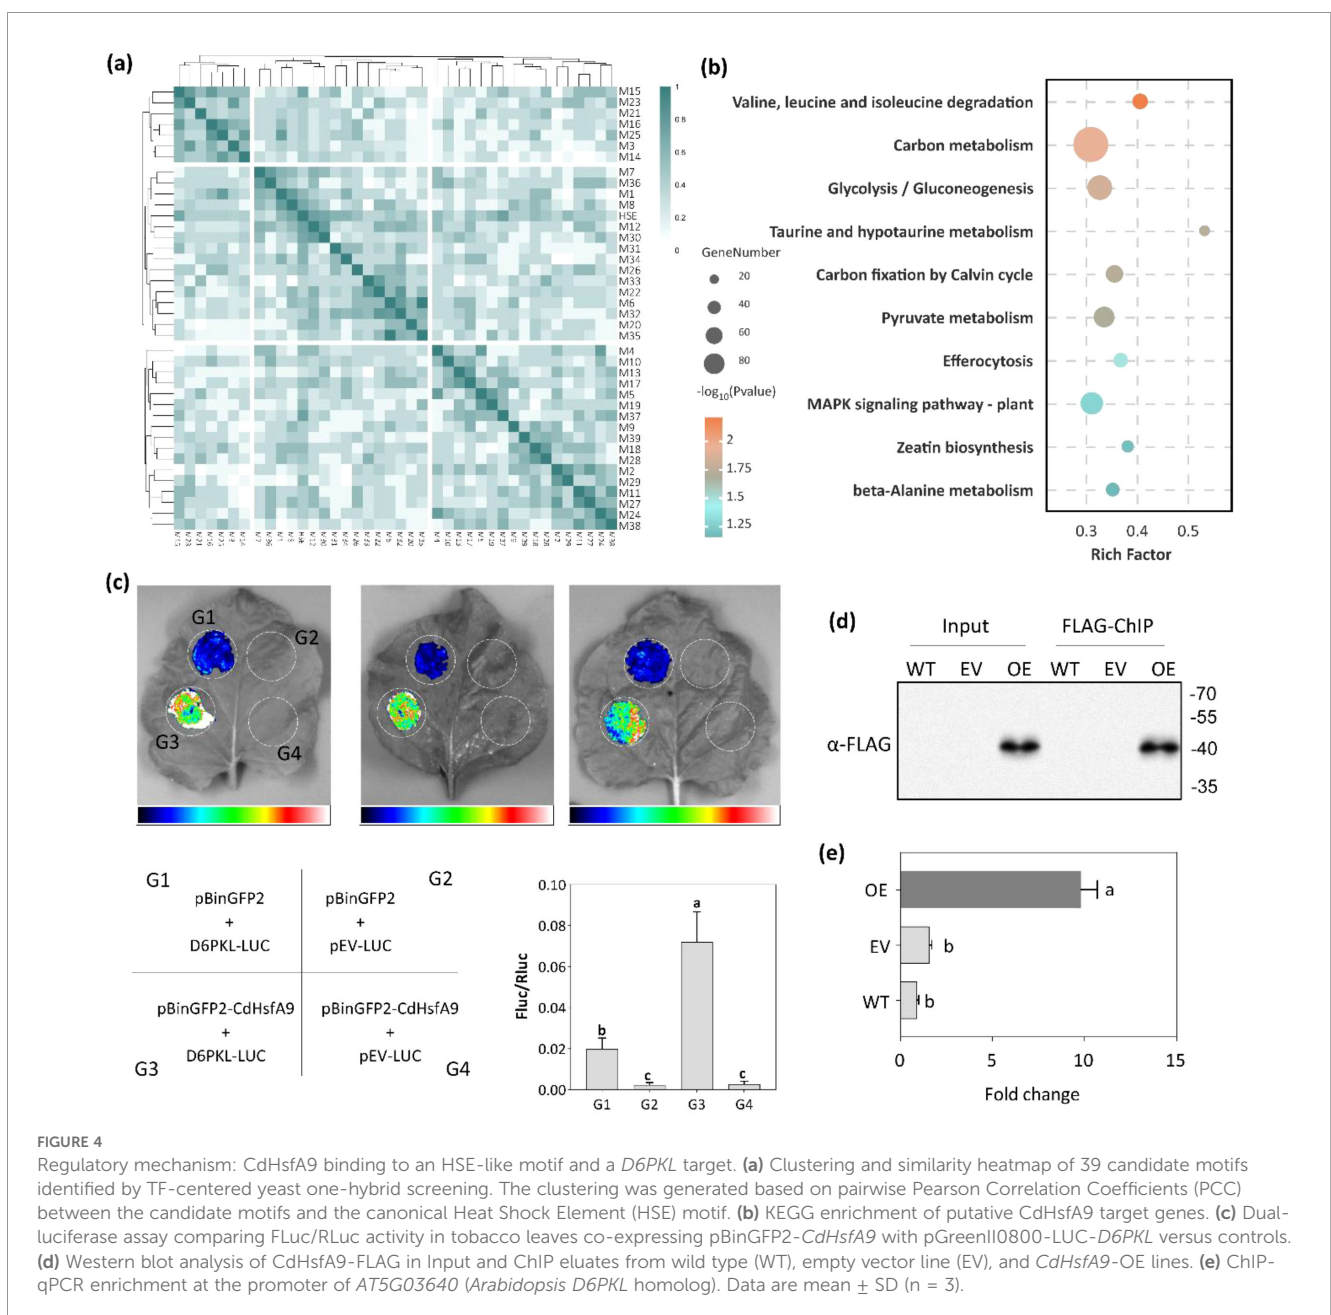 (a)
M15
M23
M21
M16
M25
M3
M14
M7
M36
M1
M8
HSE
M12
M30
M31
M34
M26
M33
M22
M6
M32
M20
M35
M4
M10
M13
M17
M5
M19
M37
M9
M39
M18
M28
M2
M29
M11
M27
M24
M38
1
0.8
0.6
0.4
0.2
0
(b)
Valine, leucine and isoleucine degradation
Carbon metabolism
Glycolysis / Gluconeogenesis
Taurine and hypotaurine metabolism
Carbon fixation by Calvin cycle
Pyruvate metabolism
Efferocytosis
MAPK signaling pathway - plant
Zeatin biosynthesis
beta-Alanine metabolism
GeneNumber
20
40
60
80
-log10(Pvalue)
2
1.75
1.5
1.25
0.3 0.4 0.5
Rich Factor
(c)
G1
G2
G3
G4
G1
G2
pBinGFP2
+
D6PKL-LUC
pBinGFP2
+
pEV-LUC
pBinGFP2-CdHsfA9
+
D6PKL-LUC
pBinGFP2-CdHsfA9
+
pEV-LUC
G3
G4
Fluc/Rluc
0.10
0.08
0.06
0.04
0.02
0.00
b
c
a
c
G1 G2 G3 G4
(d)
Input FLAG-ChIP
WT EV OE WT EV OE
α-FLAG
-70
-55
-40
-35
(e)
OE
EV
WT
a
b
b
0 5 10 15
Fold change
FIGURE 4
Regulatory mechanism: CdHsfA9 binding to an HSE-like motif and a D6PKL target. (a) Clustering and similarity heatmap of 39 candidate motifs
identified by TF-centered yeast one-hybrid screening. The clustering was generated based on pairwise Pearson Correlation Coefficients (PCC)
between the candidate motifs and the canonical Heat Shock Element (HSE) motif. (b) KEGG enrichment of putative CdHsfA9 target genes. (c) Dual-
luciferase assay comparing FLuc/RLuc activity in tobacco leaves co-expressing pBinGFP2-CdHsfA9 with pGreenII0800-LUC-D6PKL versus controls.
(d) Western blot analysis of CdHsfA9-FLAG in Input and ChIP eluates from wild type (WT), empty vector line (EV), and CdHsfA9-OE lines. (e) ChIP-
qPCR enrichment at the promoter of AT5G03640 (Arabidopsis D6PKL homolog). Data are mean ± SD (n = 3).